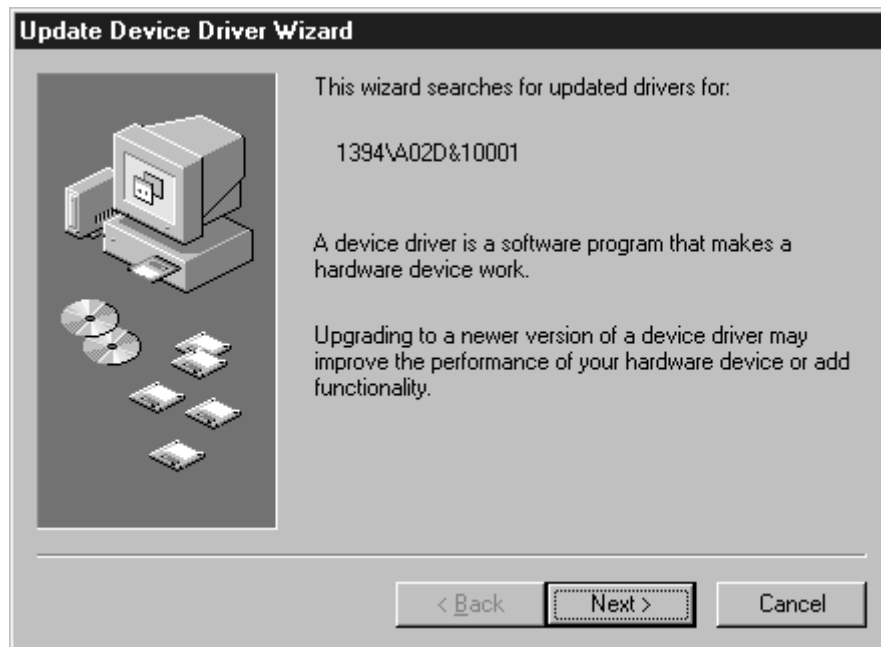 Update Device Driver Wizard
This wizard searches for updated drivers for:
1394\A02D&10001
A device driver is a software program that makes a
hardware device work.
Upgrading to a newer version of a device driver may
improve the performance of your hardware device or add
functionality.
< Back
Next >
Cancel